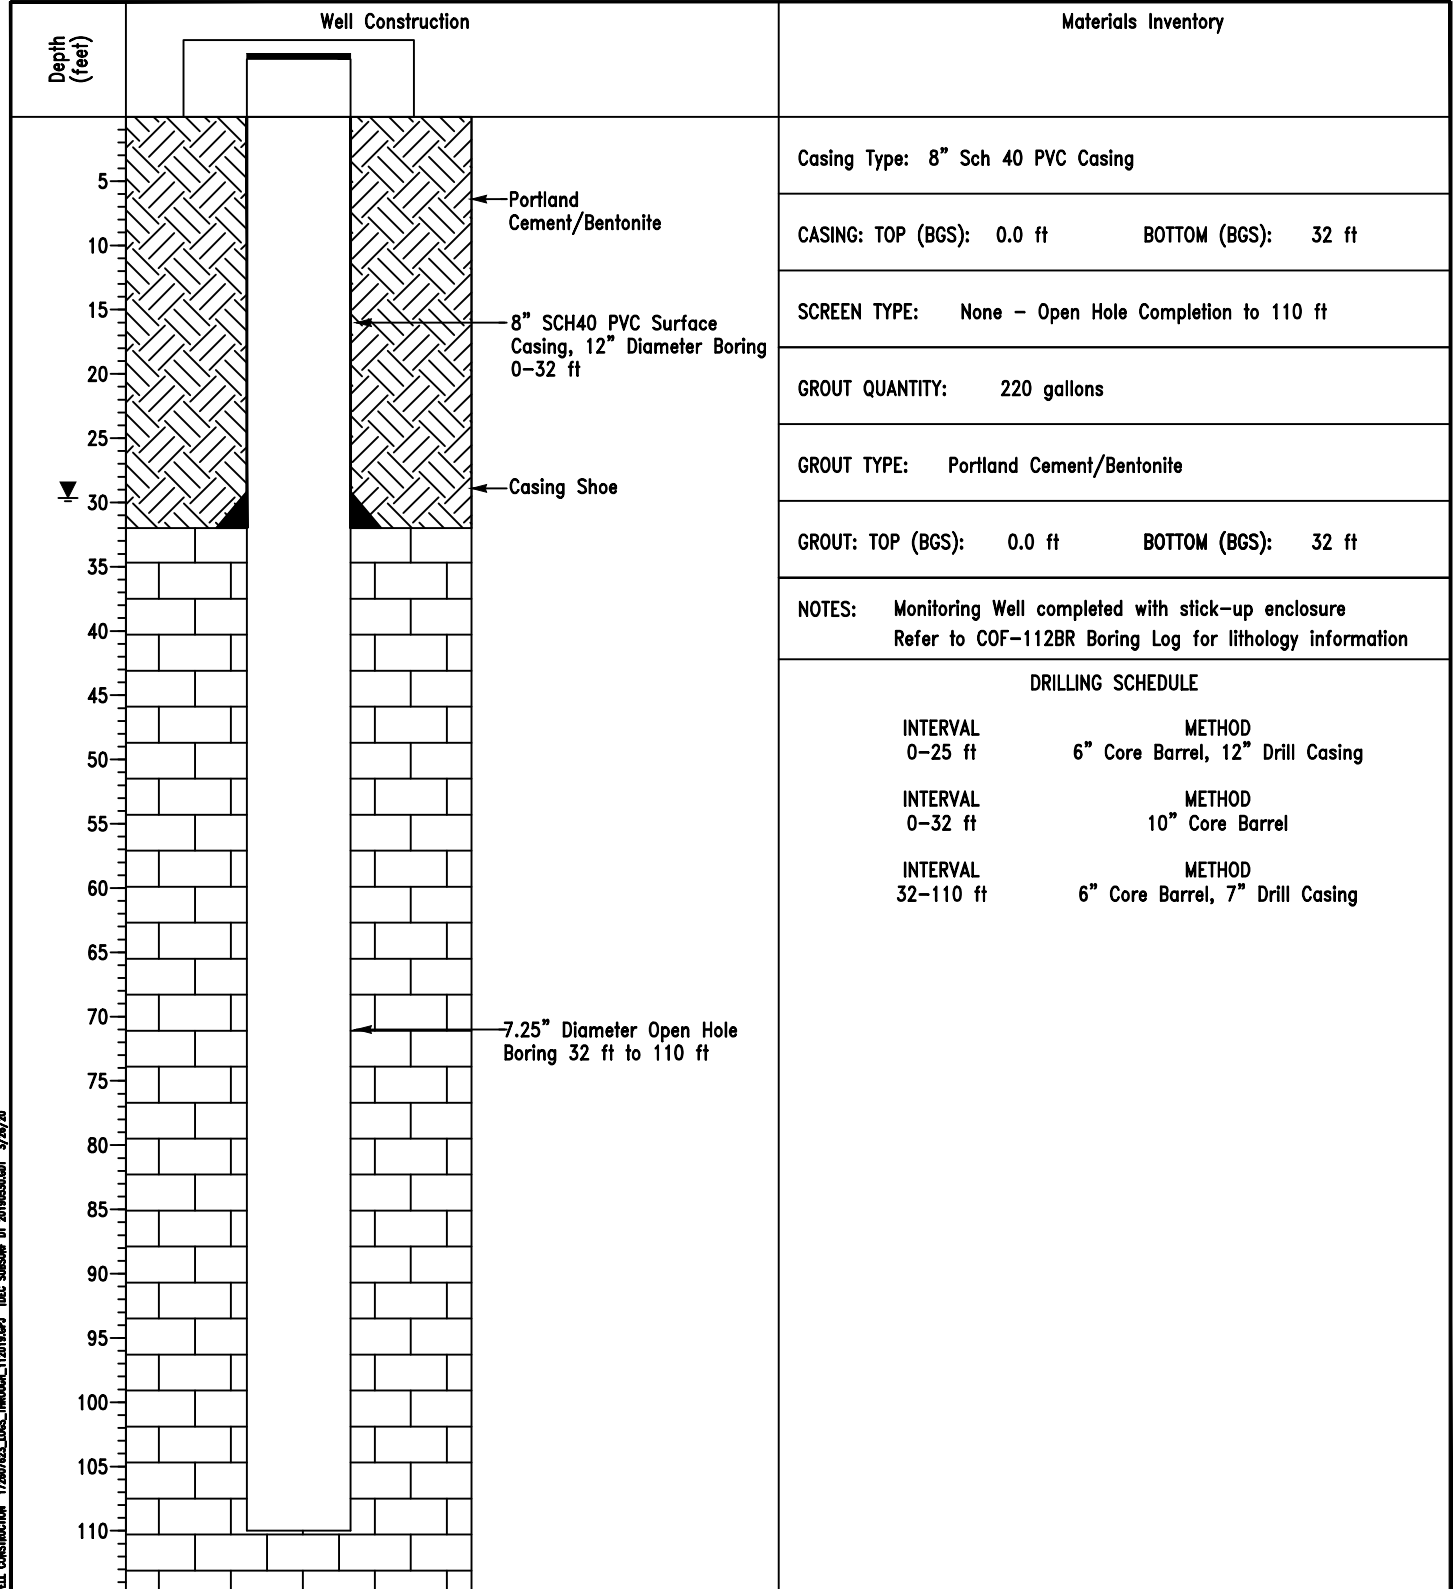 Depth
(feet)
Well Construction
Materials Inventory
5
10
15
20
25
30
35
40
45
50
55
60
65
70
75
80
85
90
95
100
105
110
Portland
Cement/Bentonite
8” SCH40 PVC Surface
Casing, 12” Diameter Boring
0-32 ft
Casing Shoe
7.25” Diameter Open Hole
Boring 32 ft to 110 ft
Casing Type: 8” Sch 40 PVC Casing
CASING: TOP (BGS): 0.0 ft BOTTOM (BGS): 32 ft
SCREEN TYPE: None - Open Hole Completion to 110 ft
GROUT QUANTITY: 220 gallons
GROUT TYPE: Portland Cement/Bentonite
GROUT: TOP (BGS): 0.0 ft BOTTOM (BGS): 32 ft
NOTES: Monitoring Well completed with stick-up enclosure
Refer to COF-112BR Boring Log for lithology information
DRILLING SCHEDULE
INTERVAL METHOD
0-25 ft 6” Core Barrel, 12” Drill Casing
INTERVAL METHOD
0-32 ft 10” Core Barrel
INTERVAL METHOD
32-110 ft 6” Core Barrel, 7” Drill Casing